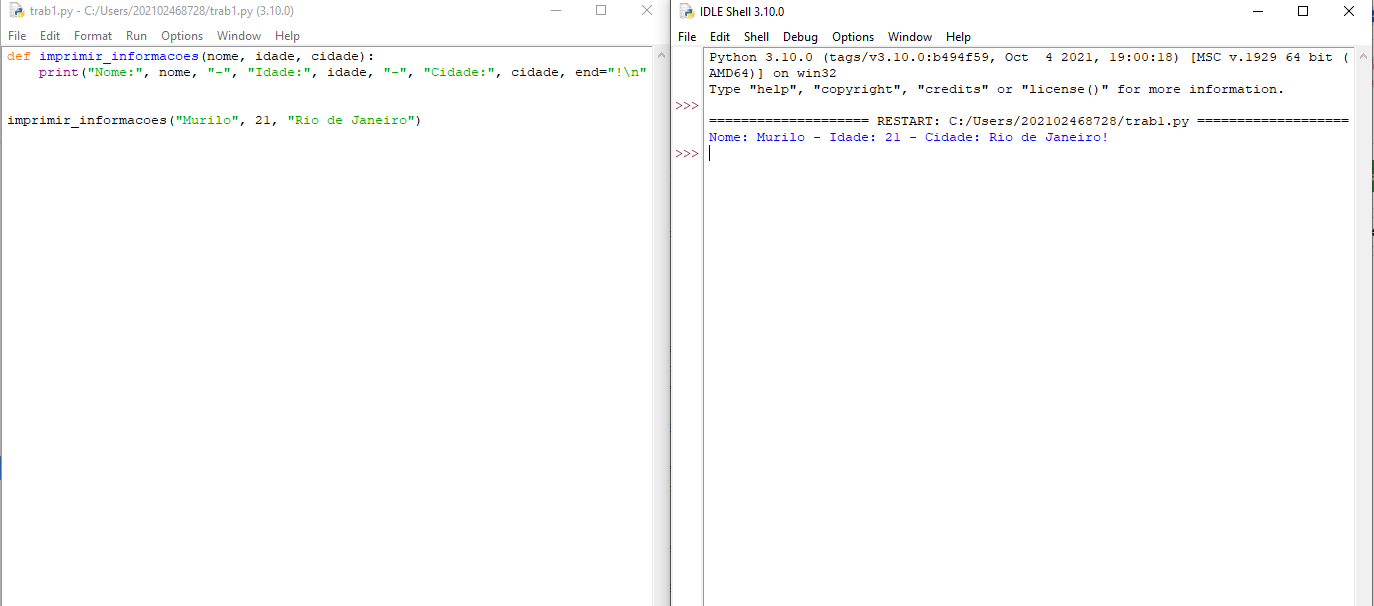 trab1.py - C:/Users/202102468728/trab1.py (3.10.0)
File Edit Format Run Options Window Help
def imprimir_informacoes(nome, idade, cidade):
    print("Nome:", nome, "-", "Idade:", idade, "-", "Cidade:", cidade, end="!\n"
imprimir_informacoes("Murilo", 21, "Rio de Janeiro")
IDLE Shell 3.10.0
File Edit Shell Debug Options Window Help
Python 3.10.0 (tags/v3.10.0:b494f59, Oct  4 2021, 19:00:18) [MSC v.1929 64 bit (
AMD64)] on win32
Type "help", "copyright", "credits" or "license()" for more information.
>>>
==================== RESTART: C:/Users/202102468728/trab1.py ===================
Nome: Murilo - Idade: 21 - Cidade: Rio de Janeiro!
>>>